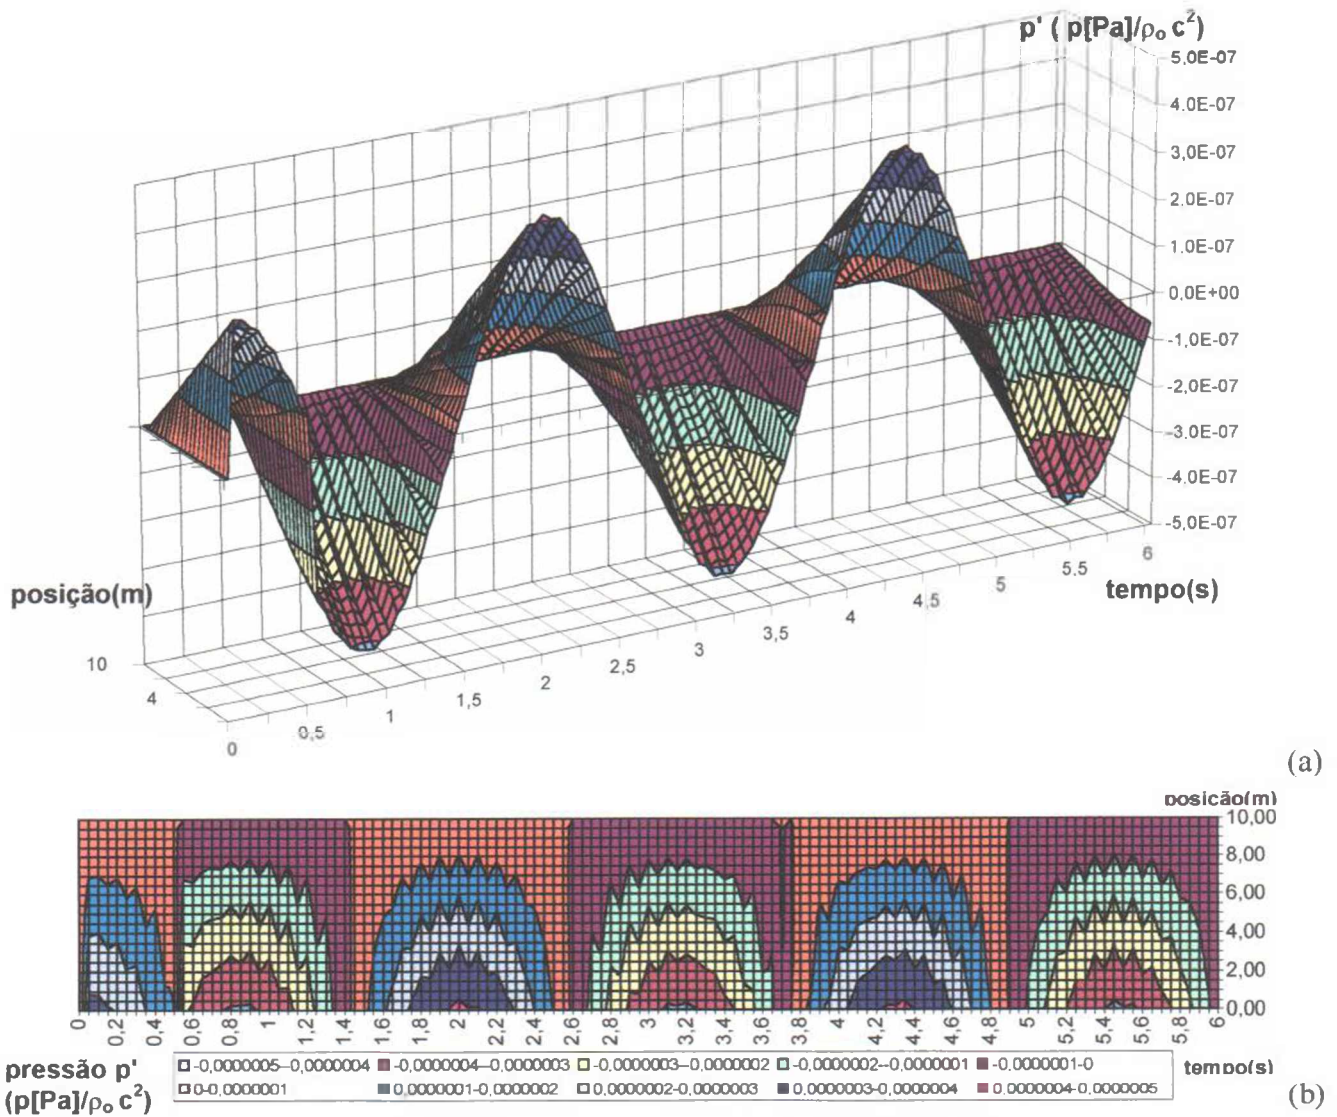 p' ( p[Pa]/ρₒ c²)
5,0E-07
4,0E-07
3,0E-07
2,0E-07
1,0E-07
0,0E+00
-1,0E-07
-2,0E-07
-3,0E-07
-4,0E-07
-5,0E-07
posição(m)
10
4
0
0,5
1
1,5
2
2,5
3
3,5
4
4,5
5
5,5
6
tempo(s)
(a)
posição(m)
10,00
8,00
6,00
4,00
2,00
0,00
0 0,2 0,4 0,6 0,8 1 1,2 1,4 1,6 1,8 2 2,2 2,4 2,6 2,8 3 3,2 3,4 3,6 3,8 4 4,2 4,4 4,6 4,8 5 5,2 5,4 5,6 5,8 6
tempo(s)
pressão p'
(p[Pa]/ρₒ c²)
-0,0000005--0,0000004 -0,0000004--0,0000003 -0,0000003--0,0000002 -0,0000002--0,0000001 -0,0000001-0
0-0,0000001 0,0000001-0,0000002 0,0000002-0,0000003 0,0000003-0,0000004 0,0000004-0,0000005
(b)